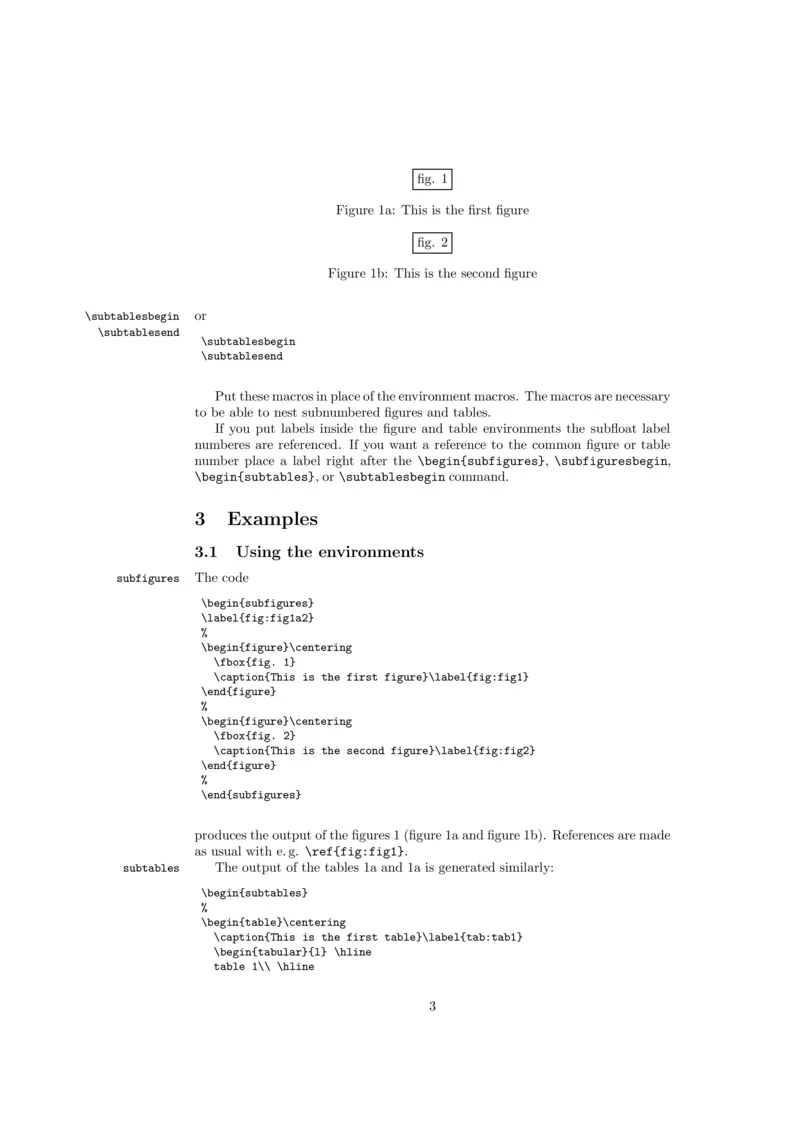 fig. 1
Figure 1a: This is the first figure
fig. 2
Figure 1b: This is the second figure
\subtablesbegin or
\subtablesend
\subtablesbegin
\subtablesend
Put these macros in place of the environment macros. The macros are necessary
to be able to nest subnumbered figures and tables.
If you put labels inside the figure and table environments the subfloat label
numberes are referenced. If you want a reference to the common figure or table
number place a label right after the \begin{subfigures}, \subfiguresbegin,
\begin{subtables}, or \subtablesbegin command.
3 Examples
3.1 Using the environments
subfigures The code
\begin{subfigures}
\label{fig:fig1a2}
%
\begin{figure}\centering
\fbox{fig. 1}
\caption{This is the first figure}\label{fig:fig1}
\end{figure}
%
\begin{figure}\centering
\fbox{fig. 2}
\caption{This is the second figure}\label{fig:fig2}
\end{figure}
%
\end{subfigures}
produces the output of the figures 1 (figure 1a and figure 1b). References are made
as usual with e. g. \ref{fig:fig1}.
subtables The output of the tables 1a and 1a is generated similarly:
\begin{subtables}
%
\begin{table}\centering
\caption{This is the first table}\label{tab:tab1}
\begin{tabular}{l} \hline
table 1\\ \hline
3